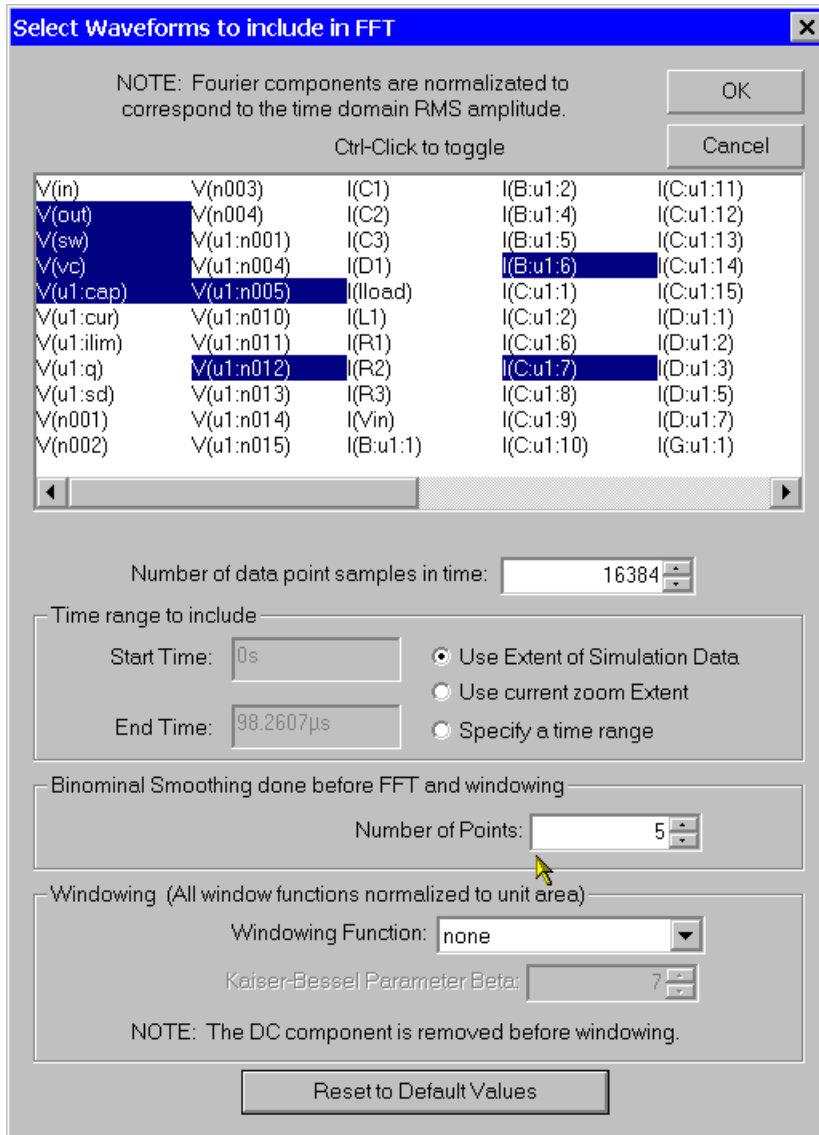 Select Waveforms to include in FFT
NOTE: Fourier components are normalizated to
correspond to the time domain RMS amplitude.
OK
Ctrl-Click to toggle
Cancel
V(in) V(n003) I(C1) I(B:u1:2) I(C:u1:11)
V(out) V(n004) I(C2) I(B:u1:4) I(C:u1:12)
V(sw) V(u1:n001) I(C3) I(B:u1:5) I(C:u1:13)
V(vc) V(u1:n004) I(D1) I(B:u1:6) I(C:u1:14)
V(u1:cap) V(u1:n005) I(Iload) I(C:u1:1) I(C:u1:15)
V(u1:cur) V(u1:n010) I(L1) I(C:u1:2) I(D:u1:1)
V(u1:ilim) V(u1:n011) I(R1) I(C:u1:6) I(D:u1:2)
V(u1:q) V(u1:n012) I(R2) I(C:u1:7) I(D:u1:3)
V(u1:sd) V(u1:n013) I(R3) I(C:u1:8) I(D:u1:5)
V(n001) V(u1:n014) I(Vin) I(C:u1:9) I(D:u1:7)
V(n002) V(u1:n015) I(B:u1:1) I(C:u1:10) I(G:u1:1)
Number of data point samples in time: 16384
Time range to include
Start Time: 0s
Use Extent of Simulation Data
Use current zoom Extent
End Time: 98.2607µs
Specify a time range
Binominal Smoothing done before FFT and windowing
Number of Points: 5
Windowing (All window functions normalized to unit area)
Windowing Function: none
Kaiser-Bessel Parameter Beta: 7
NOTE: The DC component is removed before windowing.
Reset to Default Values